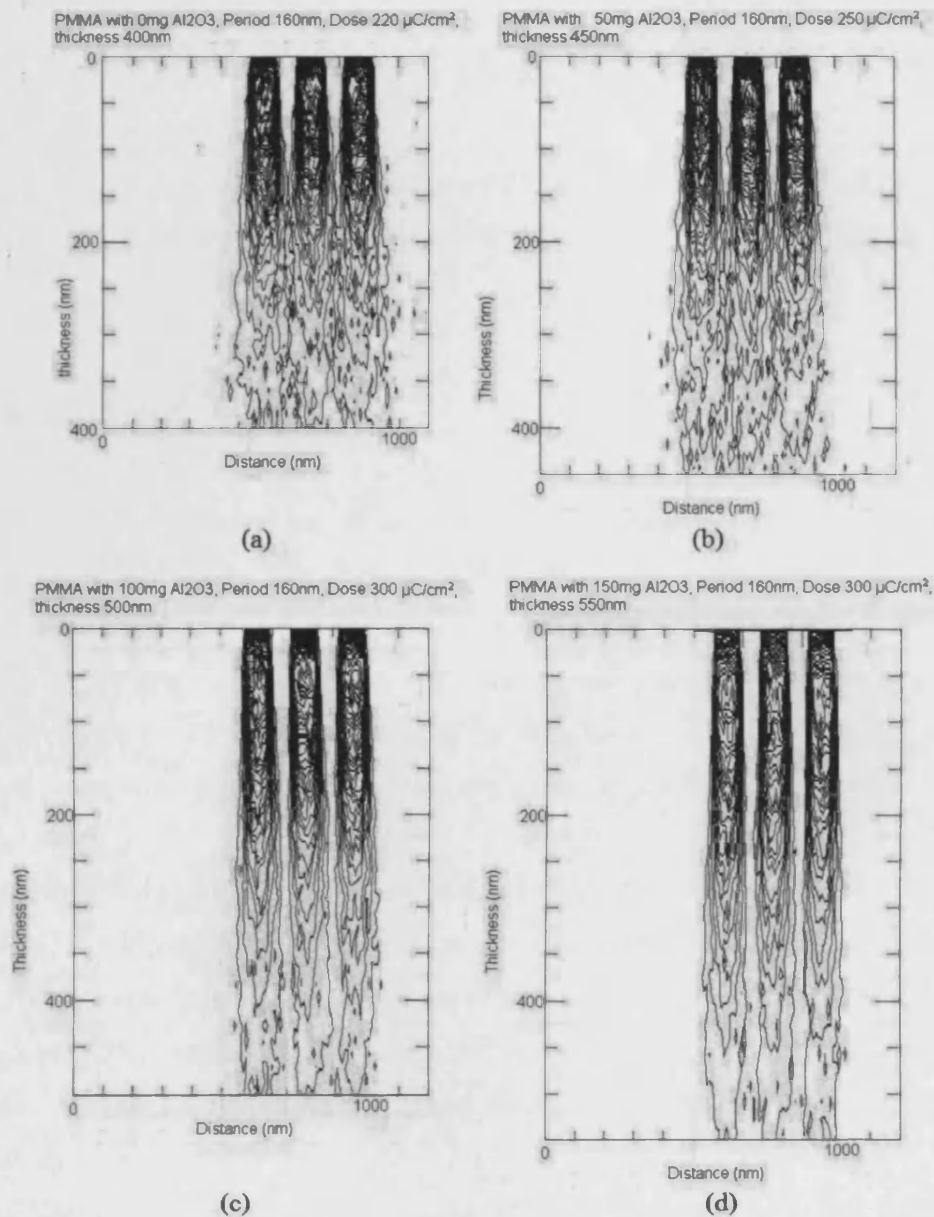 PMMA with 0mg Al2O3, Period 160nm, Dose 220 µC/cm²,
thickness 400nm
0
200
400
thickness (nm)
0
1000
Distance (nm)
(a)
PMMA with 50mg Al2O3, Period 160nm, Dose 250 µC/cm²,
thickness 450nm
0
200
400
Thickness (nm)
0
1000
Distance (nm)
(b)
PMMA with 100mg Al2O3, Period 160nm, Dose 300 µC/cm²,
thickness 500nm
0
200
400
Thickness (nm)
0
1000
Distance (nm)
(c)
PMMA with 150mg Al2O3, Period 160nm, Dose 300 µC/cm²,
thickness 550nm
0
200
400
Thickness (nm)
0
1000
Distance (nm)
(d)